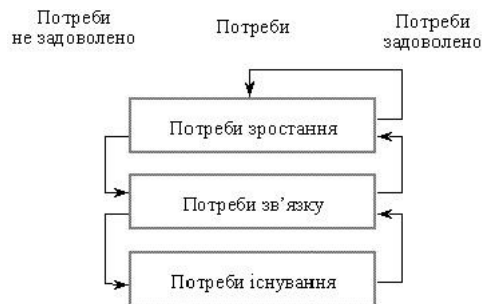 Потреби
не задоволено
Потреби
Потреби
задоволено
Потреби зростання
Потреби зв’язку
Потреби існування